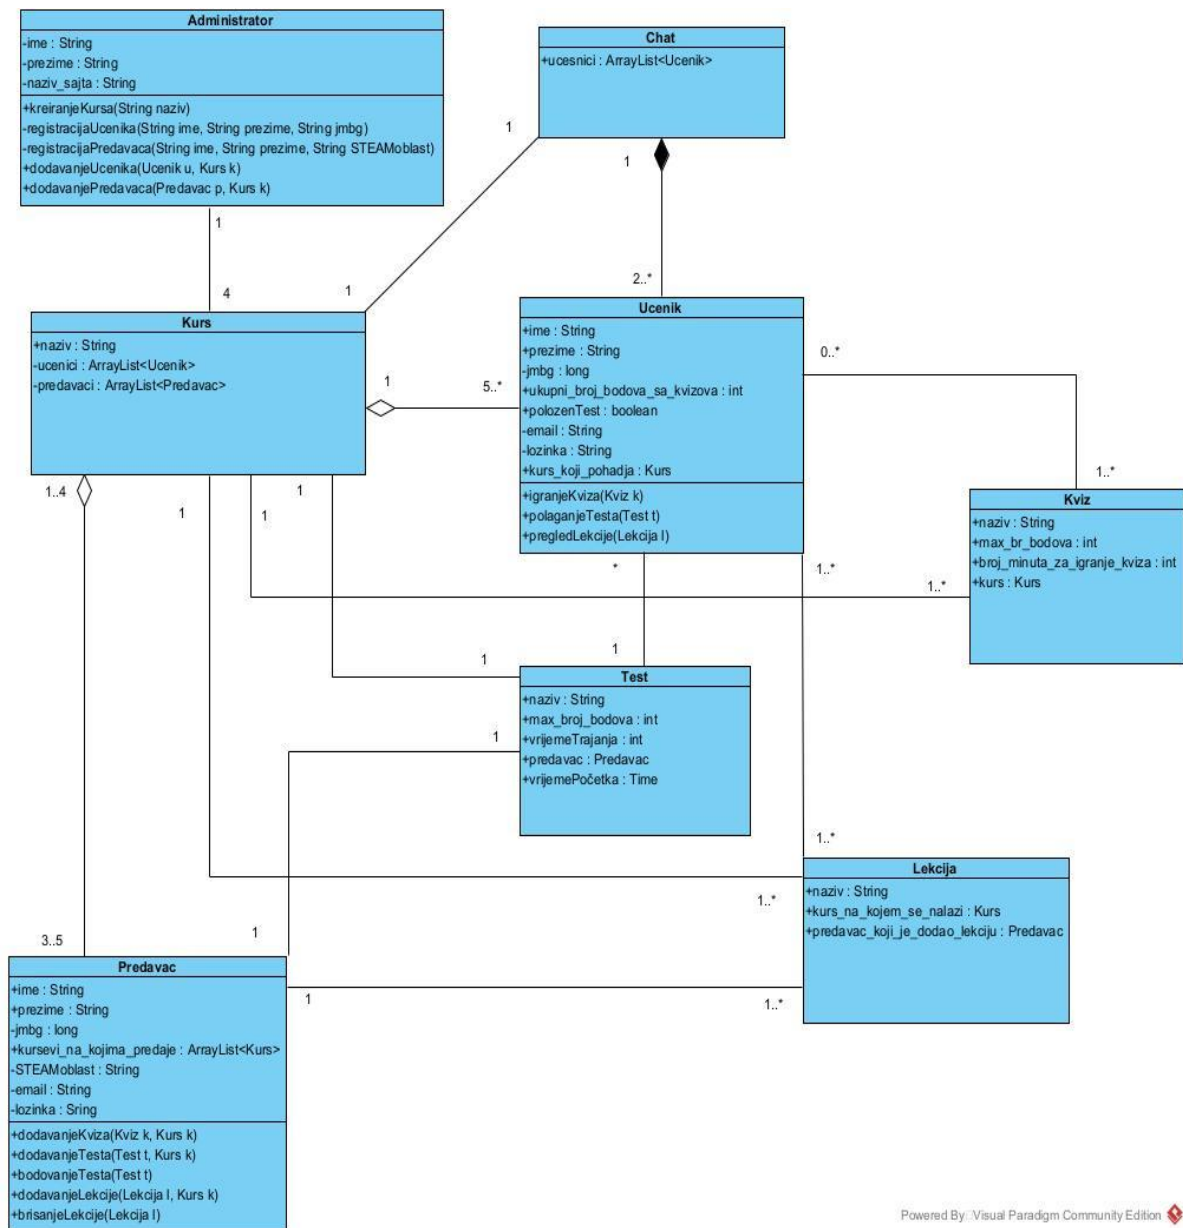 Administrator
-ime : String
-prezime : String
-naziv_sajta : String
+kreiranjeKursa(String naziv)
-registracijaUcenika(String ime, String prezime, String jmbg)
-registracijaPredavaca(String ime, String prezime, String STEAMoblast)
+dodavanjeUcenika(Ucenik u, Kurs k)
+dodavanjePredavaca(Predavac p, Kurs k)
Chat
+ucesnici : ArrayList<Ucenik>
1
1
1
4
1
2..*
Kurs
+naziv : String
-ucenici : ArrayList<Ucenik>
-predavaci : ArrayList<Predavac>
1
5..*
Ucenik
+ime : String
+prezime : String
-jmbg : long
+ukupni_broj_bodova_sa_kvizova : int
+polozenTest : boolean
-email : String
-lozinka : String
+kurs_koji_pohadja : Kurs
+igranjeKviza(Kviz k)
+polaganjeTesta(Test t)
+pregledLekcije(Lekcija l)
0..*
1..*
Kviz
+naziv : String
+max_br_bodova : int
+broj_minuta_za_igranje_kviza : int
+kurs : Kurs
1..4
1
1
1
*
1..*
1..*
1
1
Test
+naziv : String
+max_broj_bodova : int
+vrijemeTrajanja : int
+predavac : Predavac
+vrijemePočetka : Time
1
1..*
Lekcija
+naziv : String
+kurs_na_kojem_se_nalazi : Kurs
+predavac_koji_je_dodao_lekciju : Predavac
1..*
3..5
1
1
1..*
Predavac
+ime : String
+prezime : String
-jmbg : long
+kursevi_na_kojima_predaje : ArrayList<Kurs>
-STEAMoblast : String
-email : String
-lozinka : Sring
+dodavanjeKviza(Kviz k, Kurs k)
+dodavanjeTesta(Test t, Kurs k)
+bodovanjeTesta(Test t)
+dodavanjeLekcije(Lekcija l, Kurs k)
+brisanjeLekcije(Lekcija l)
Powered By Visual Paradigm Community Edition